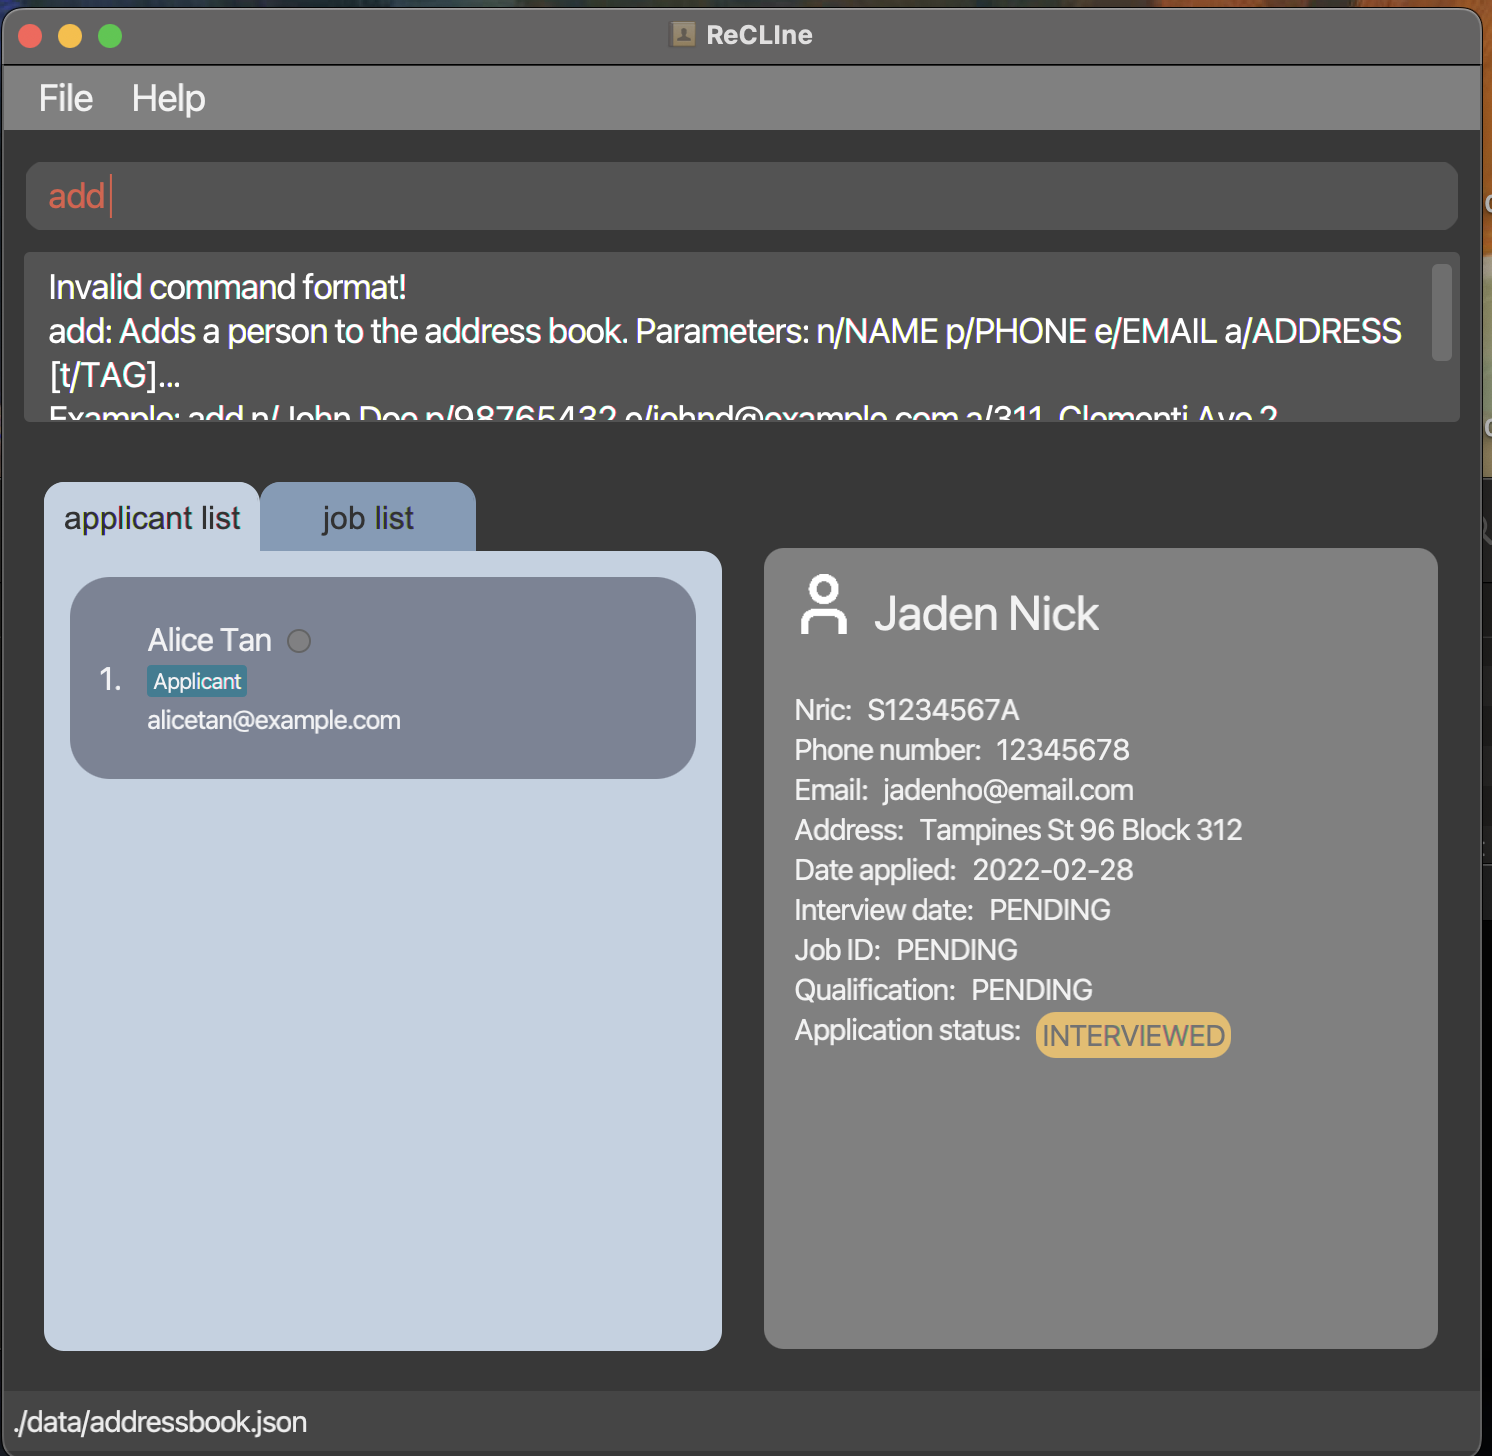 ReCLIne
File Help
add
Invalid command format!
add: Adds a person to the address book. Parameters: n/NAME p/PHONE e/EMAIL a/ADDRESS
[t/TAG]...
Example: add n/John Doe p/98765432 e/johnd@example.com a/311, Clementi Ave 2,
applicant list
job list
1.
Alice Tan
Applicant
alicetan@example.com
Jaden Nick
Nric: S1234567A
Phone number: 12345678
Email: jadenho@email.com
Address: Tampines St 96 Block 312
Date applied: 2022-02-28
Interview date: PENDING
Job ID: PENDING
Qualification: PENDING
Application status: INTERVIEWED
./data/addressbook.json